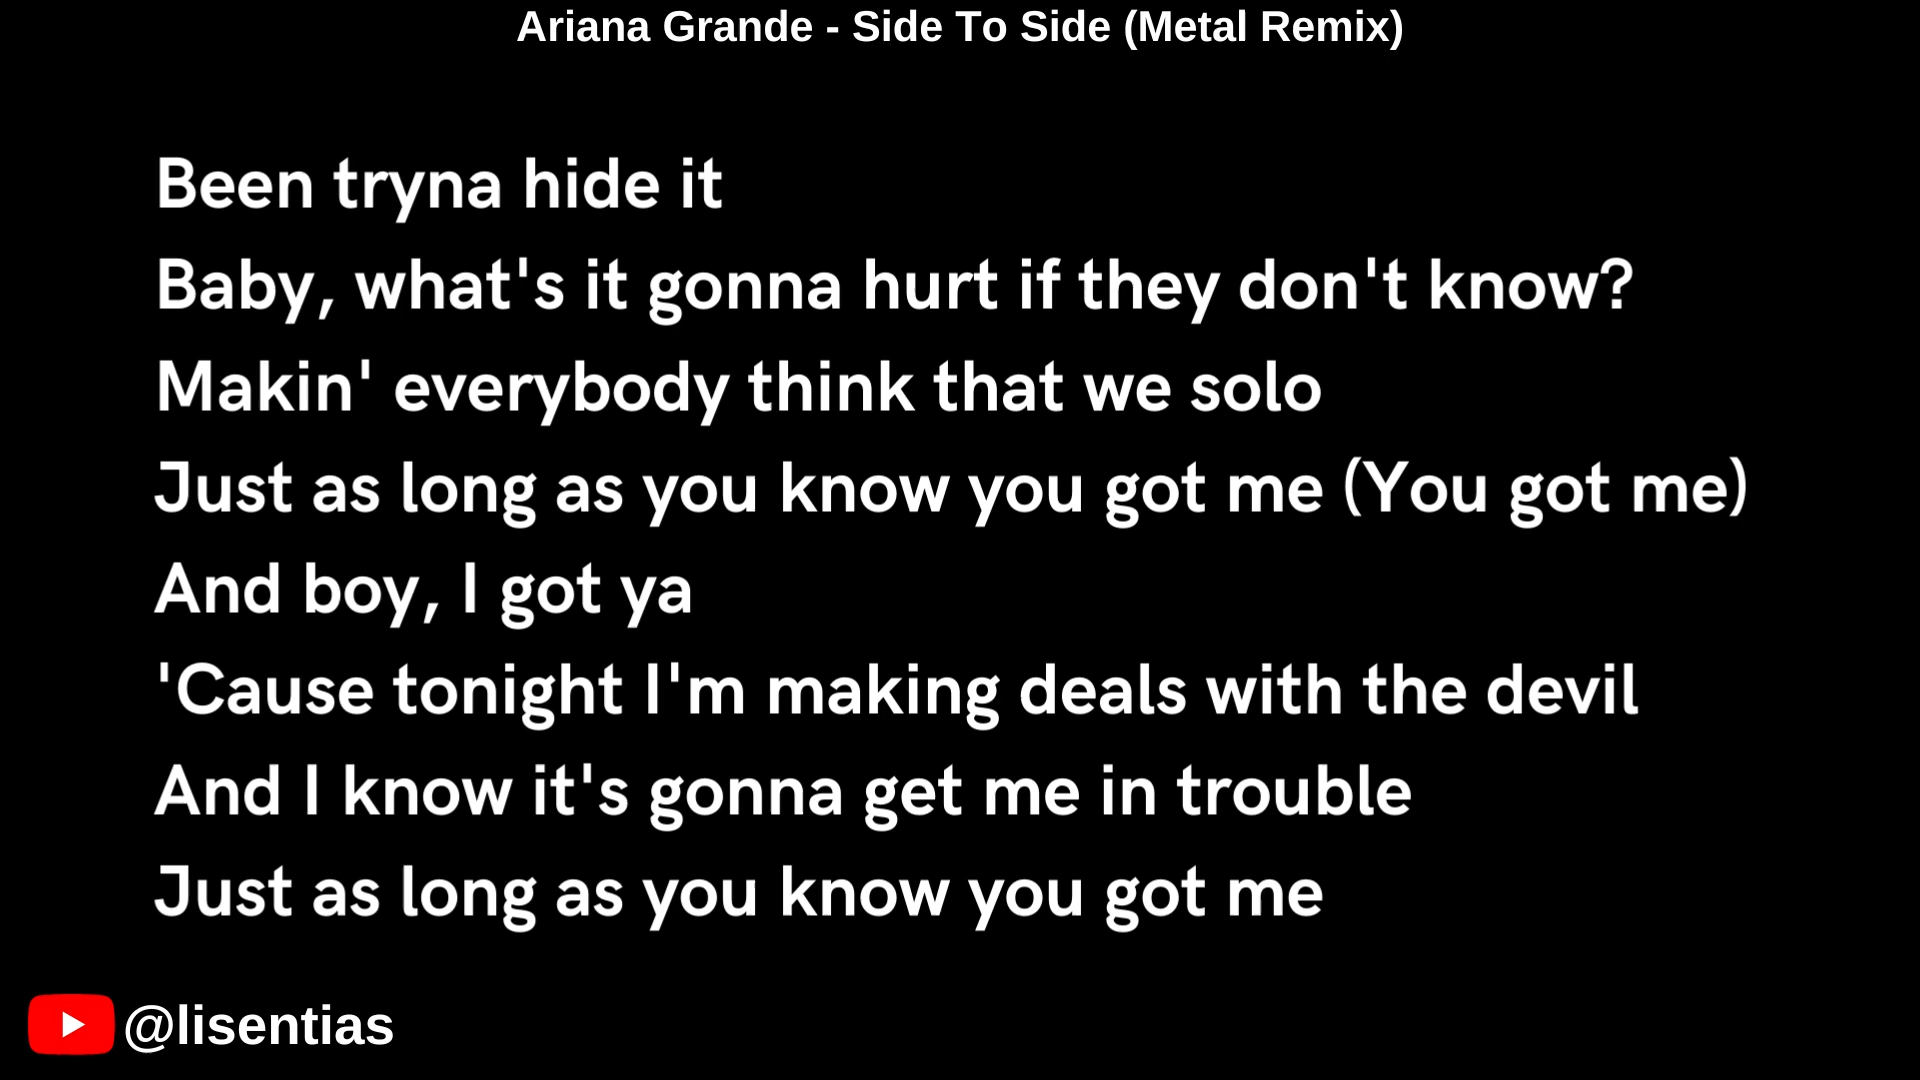 Ariana Grande - Side To Side (Metal Remix)
Been tryna hide it
Baby, what's it gonna hurt if they don't know?
Makin' everybody think that we solo
Just as long as you know you got me (You got me)
And boy, I got ya
'Cause tonight I'm making deals with the devil
And I know it's gonna get me in trouble
Just as long as you know you got me
@lisentias